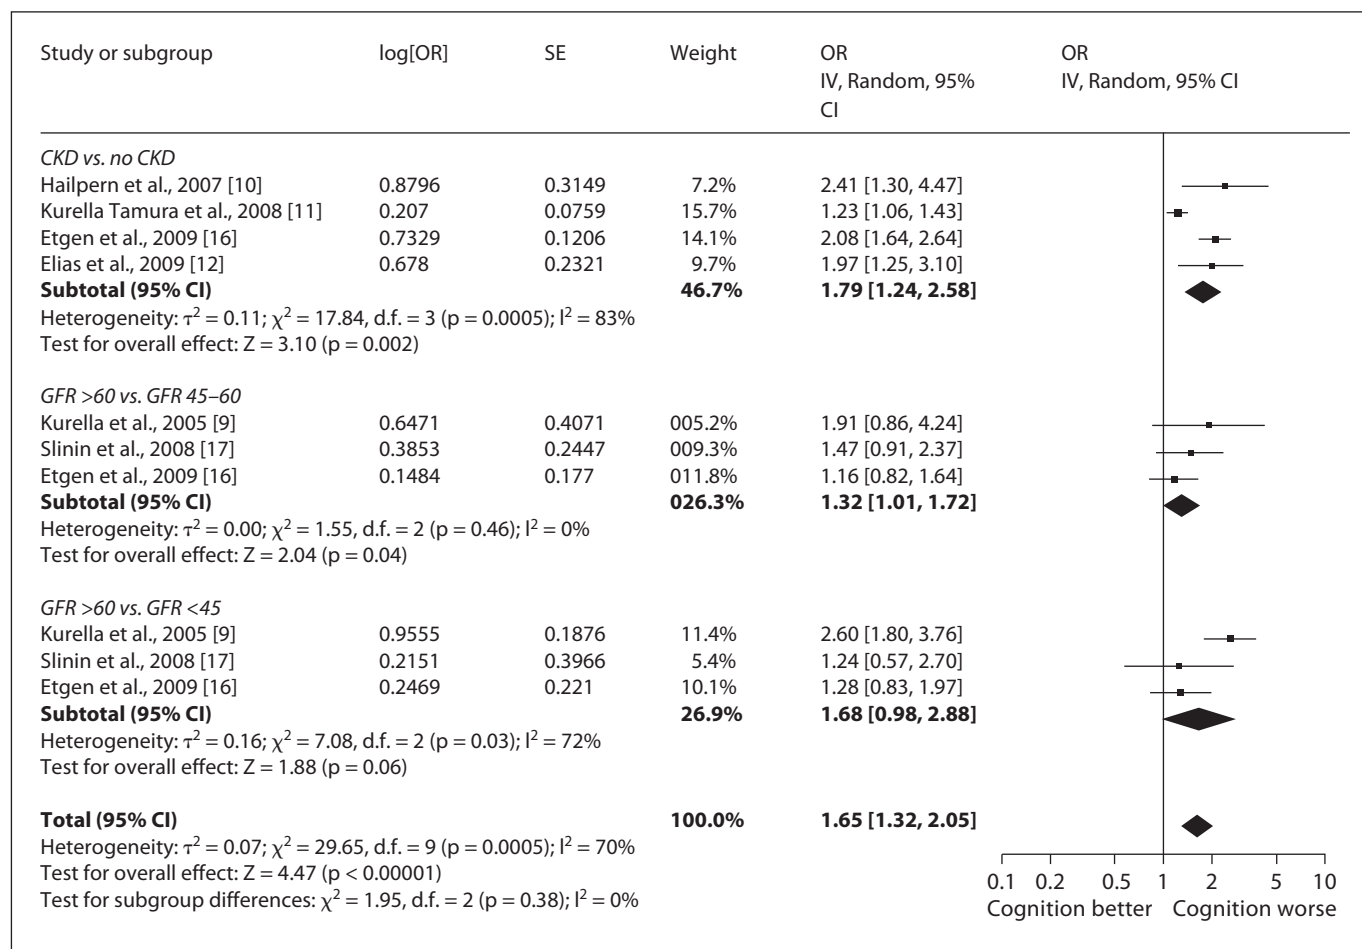 Study or subgroup log[OR] SE Weight OR OR
IV, Random, 95% IV, Random, 95% CI
CI
CKD vs. no CKD
Hailpern et al., 2007 [10] 0.8796 0.3149 7.2% 2.41 [1.30, 4.47]
Kurella Tamura et al., 2008 [11] 0.207 0.0759 15.7% 1.23 [1.06, 1.43]
Etgen et al., 2009 [16] 0.7329 0.1206 14.1% 2.08 [1.64, 2.64]
Elias et al., 2009 [12] 0.678 0.2321 9.7% 1.97 [1.25, 3.10]
Subtotal (95% CI) 46.7% 1.79 [1.24, 2.58]
Heterogeneity: τ² = 0.11; χ² = 17.84, d.f. = 3 (p = 0.0005); I² = 83%
Test for overall effect: Z = 3.10 (p = 0.002)
GFR >60 vs. GFR 45–60
Kurella et al., 2005 [9] 0.6471 0.4071 005.2% 1.91 [0.86, 4.24]
Slinin et al., 2008 [17] 0.3853 0.2447 009.3% 1.47 [0.91, 2.37]
Etgen et al., 2009 [16] 0.1484 0.177 011.8% 1.16 [0.82, 1.64]
Subtotal (95% CI) 026.3% 1.32 [1.01, 1.72]
Heterogeneity: τ² = 0.00; χ² = 1.55, d.f. = 2 (p = 0.46); I² = 0%
Test for overall effect: Z = 2.04 (p = 0.04)
GFR >60 vs. GFR <45
Kurella et al., 2005 [9] 0.9555 0.1876 11.4% 2.60 [1.80, 3.76]
Slinin et al., 2008 [17] 0.2151 0.3966 5.4% 1.24 [0.57, 2.70]
Etgen et al., 2009 [16] 0.2469 0.221 10.1% 1.28 [0.83, 1.97]
Subtotal (95% CI) 26.9% 1.68 [0.98, 2.88]
Heterogeneity: τ² = 0.16; χ² = 7.08, d.f. = 2 (p = 0.03); I² = 72%
Test for overall effect: Z = 1.88 (p = 0.06)
Total (95% CI) 100.0% 1.65 [1.32, 2.05]
Heterogeneity: τ² = 0.07; χ² = 29.65, d.f. = 9 (p = 0.0005); I² = 70%
Test for overall effect: Z = 4.47 (p < 0.00001)
Test for subgroup differences: χ² = 1.95, d.f. = 2 (p = 0.38); I² = 0%
0.1 0.2 0.5 1 2 5 10
Cognition better Cognition worse